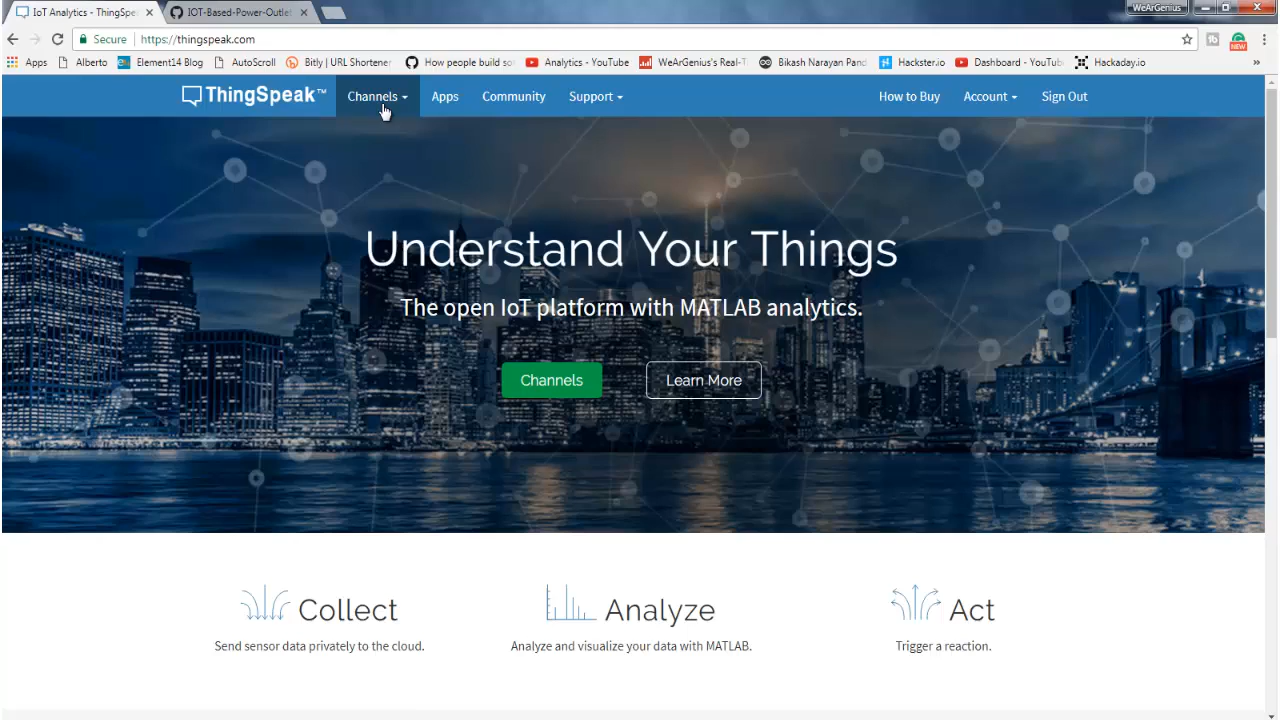 IoT Analytics - ThingSpe
IOT-Based-Power-Outlet
WeArGenius
Secure
https://thingspeak.com
Apps
Alberto
Element14 Blog
AutoScroll
Bitly | URL Shortener
How people build so
Analytics - YouTube
WeArGenius's Real-Ti
Bikash Narayan Pand
Hackster.io
Dashboard - YouTub
Hackaday.io
»
NEW
ThingSpeak™
Channels
Apps
Community
Support
How to Buy
Account
Sign Out
Understand Your Things
The open IoT platform with MATLAB analytics.
Channels
Learn More
Collect
Analyze
Act
Send sensor data privately to the cloud.
Analyze and visualize your data with MATLAB.
Trigger a reaction.